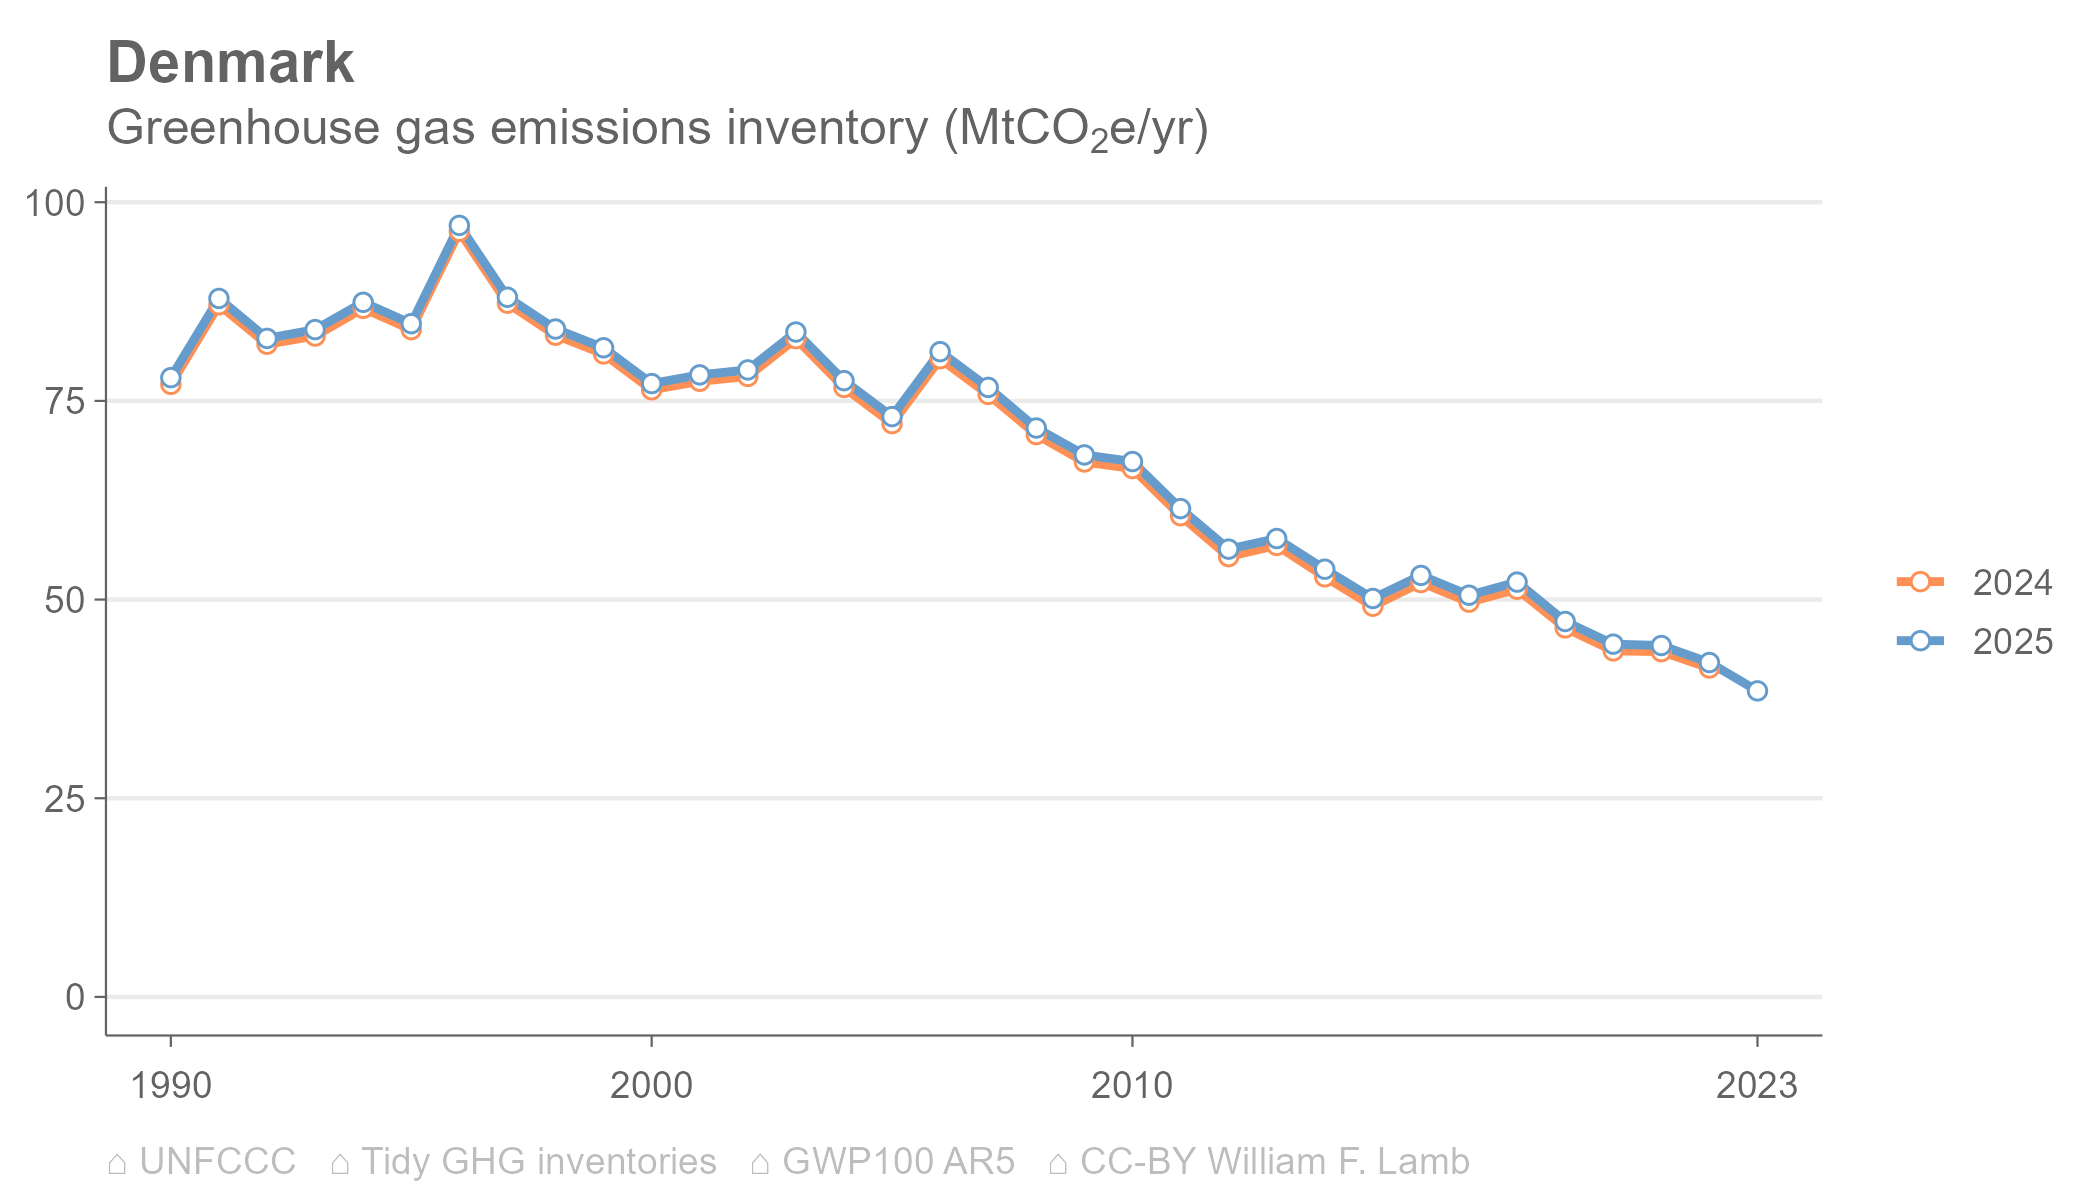 Denmark
Greenhouse gas emissions inventory (MtCO₂e/yr)
100
75
50
25
0
2024
2025
1990 2000 2010 2023
⌂ UNFCCC ⌂ Tidy GHG inventories ⌂ GWP100 AR5 ⌂ CC-BY William F. Lamb